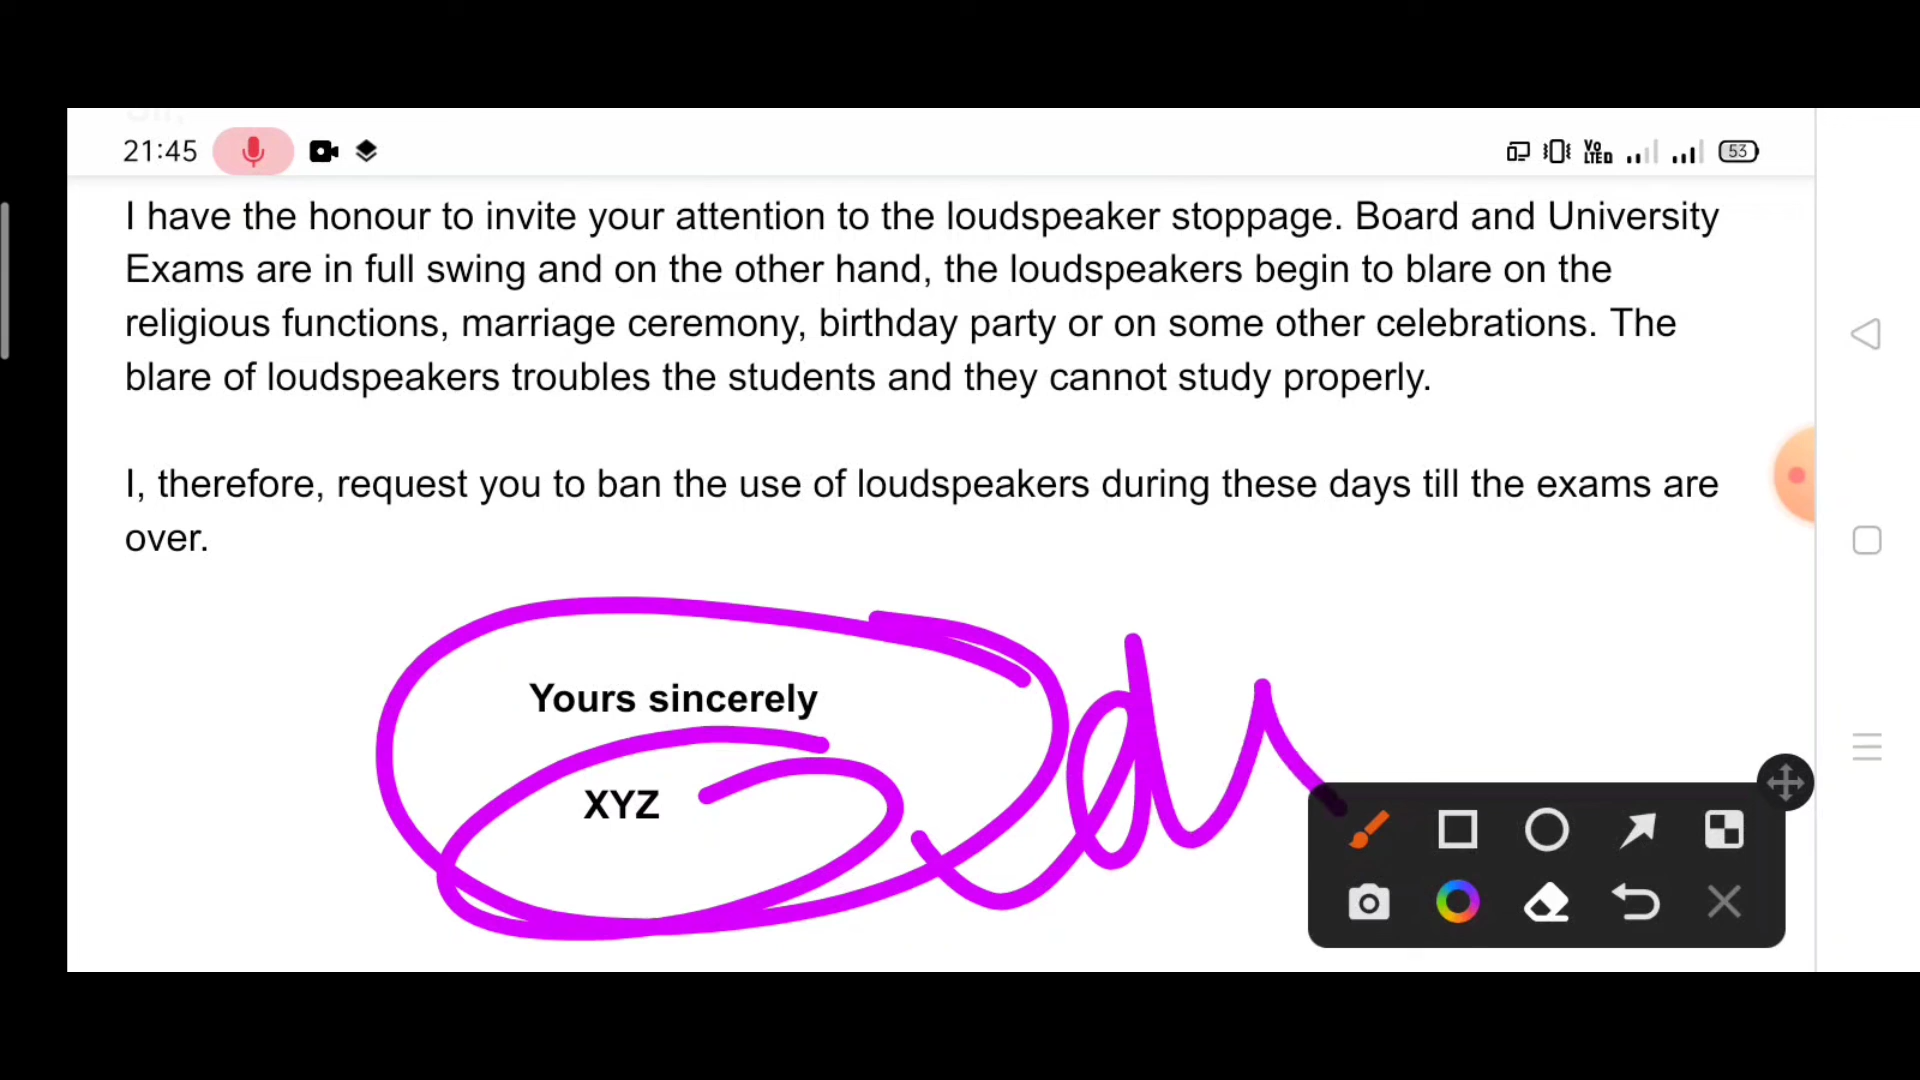 21:45
Vo LTE 53
I have the honour to invite your attention to the loudspeaker stoppage. Board and University
Exams are in full swing and on the other hand, the loudspeakers begin to blare on the
religious functions, marriage ceremony, birthday party or on some other celebrations. The
blare of loudspeakers troubles the students and they cannot study properly.
I, therefore, request you to ban the use of loudspeakers during these days till the exams are
over.
Yours sincerely
XYZ